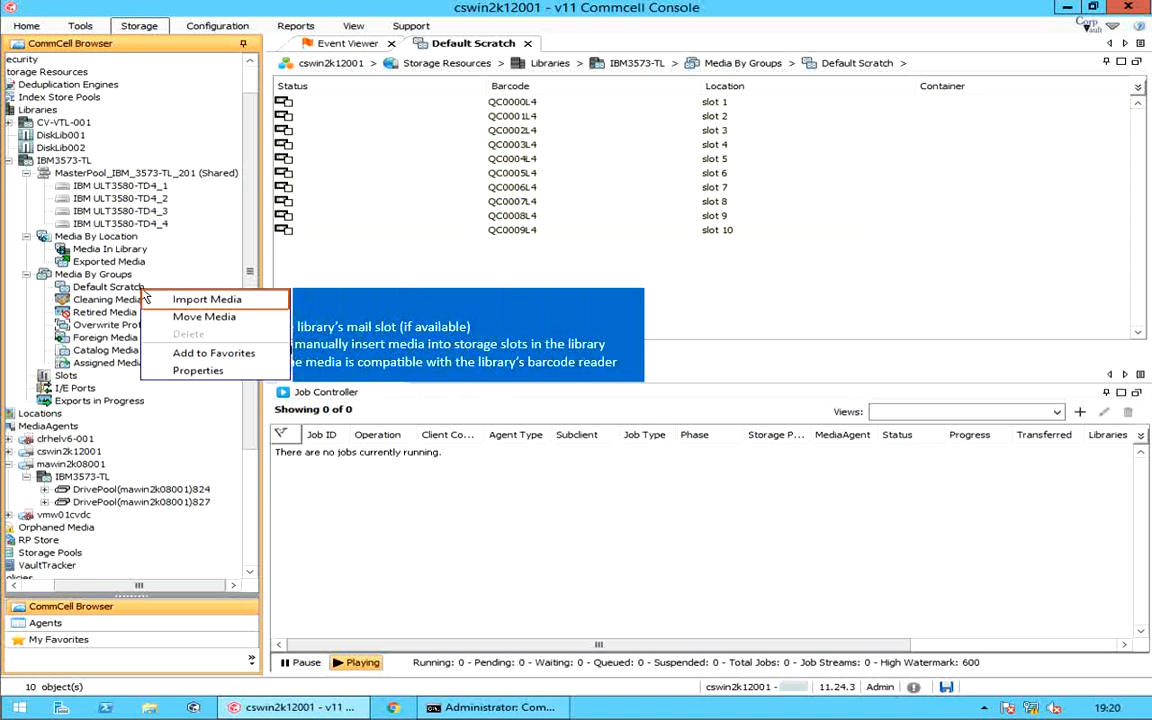 cswin2k12001 - v11 Commcell Console
Home Tools Storage Configuration Reports View Support
CommCell Browser
ecurity
torage Resources
Deduplication Engines
Index Store Pools
Libraries
CV-VTL-001
DiskLib001
DiskLib002
IBM3573-TL
MasterPool_IBM_3573-TL_201 (Shared)
IBM ULT3580-TD4_1
IBM ULT3580-TD4_2
IBM ULT3580-TD4_3
IBM ULT3580-TD4_4
Media By Location
Media In Library
Exported Media
Media By Groups
Default Scratch
Cleaning Media
Retired Media
Overwrite Prot
Foreign Media
Catalog Media
Assigned Medi
Slots
I/E Ports
Exports in Progress
Locations
MediaAgents
drhelv6-001
cswin2k12001
mawin2k08001
IBM3573-TL
DrivePool(mawin2k08001)824
DrivePool(mawin2k08001)827
vmw01cvdc
Orphaned Media
RP Store
Storage Pools
VaultTracker
olicies
CommCell Browser
Agents
My Favorites
Import Media
Move Media
Delete
Add to Favorites
Properties
Event Viewer Default Scratch
cswin2k12001 > Storage Resources > Libraries > IBM3573-TL > Media By Groups > Default Scratch >
Status Barcode Location Container
QC0000L4 slot 1
QC0001L4 slot 2
QC0002L4 slot 3
QC0003L4 slot 4
QC0004L4 slot 5
QC0005L4 slot 6
QC0006L4 slot 7
QC0007L4 slot 8
QC0008L4 slot 9
QC0009L4 slot 10
library's mail slot (if available)
manually insert media into storage slots in the library
e media is compatible with the library's barcode reader
Job Controller
Showing 0 of 0 Views:
Job ID Operation Client Co... Agent Type Subclient Job Type Phase Storage P... MediaAgent Status Progress Transferred Libraries
There are no jobs currently running.
Pause Playing Running: 0 - Pending: 0 - Waiting: 0 - Queued: 0 - Suspended: 0 - Total Jobs: 0 - Job Streams: 0 - High Watermark: 600
10 object(s) cswin2k12001 - 11.24.3 Admin
cswin2k12001 - v11 ... Administrator: Com... 19:20